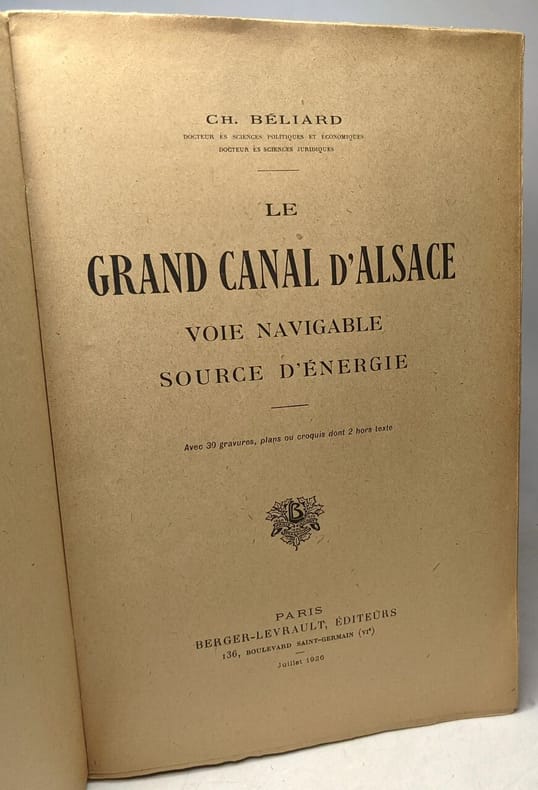 CH. BÉLIARD
DOCTEUR ÈS SCIENCES POLITIQUES ET ÉCONOMIQUES
DOCTEUR ÈS SCIENCES JURIDIQUES
LE
GRAND CANAL D'ALSACE
VOIE NAVIGABLE
SOURCE D'ÉNERGIE
Avec 39 gravures, plans ou croquis dont 2 hors texte
B
PARIS
BERGER-LEVRAULT, ÉDITEURS
136, BOULEVARD SAINT-GERMAIN (VIe)
Juillet 1926